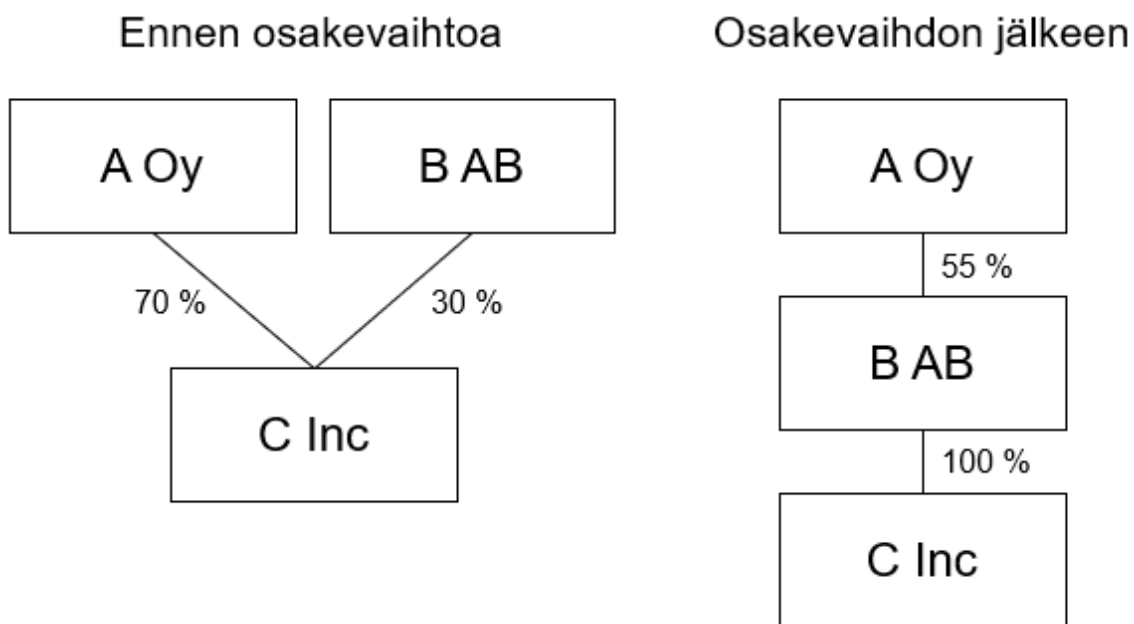 Ennen osakevaihtoa
A Oy
B AB
70 %
30 %
C Inc
Osakevaihdon jälkeen
A Oy
55 %
B AB
100 %
C Inc